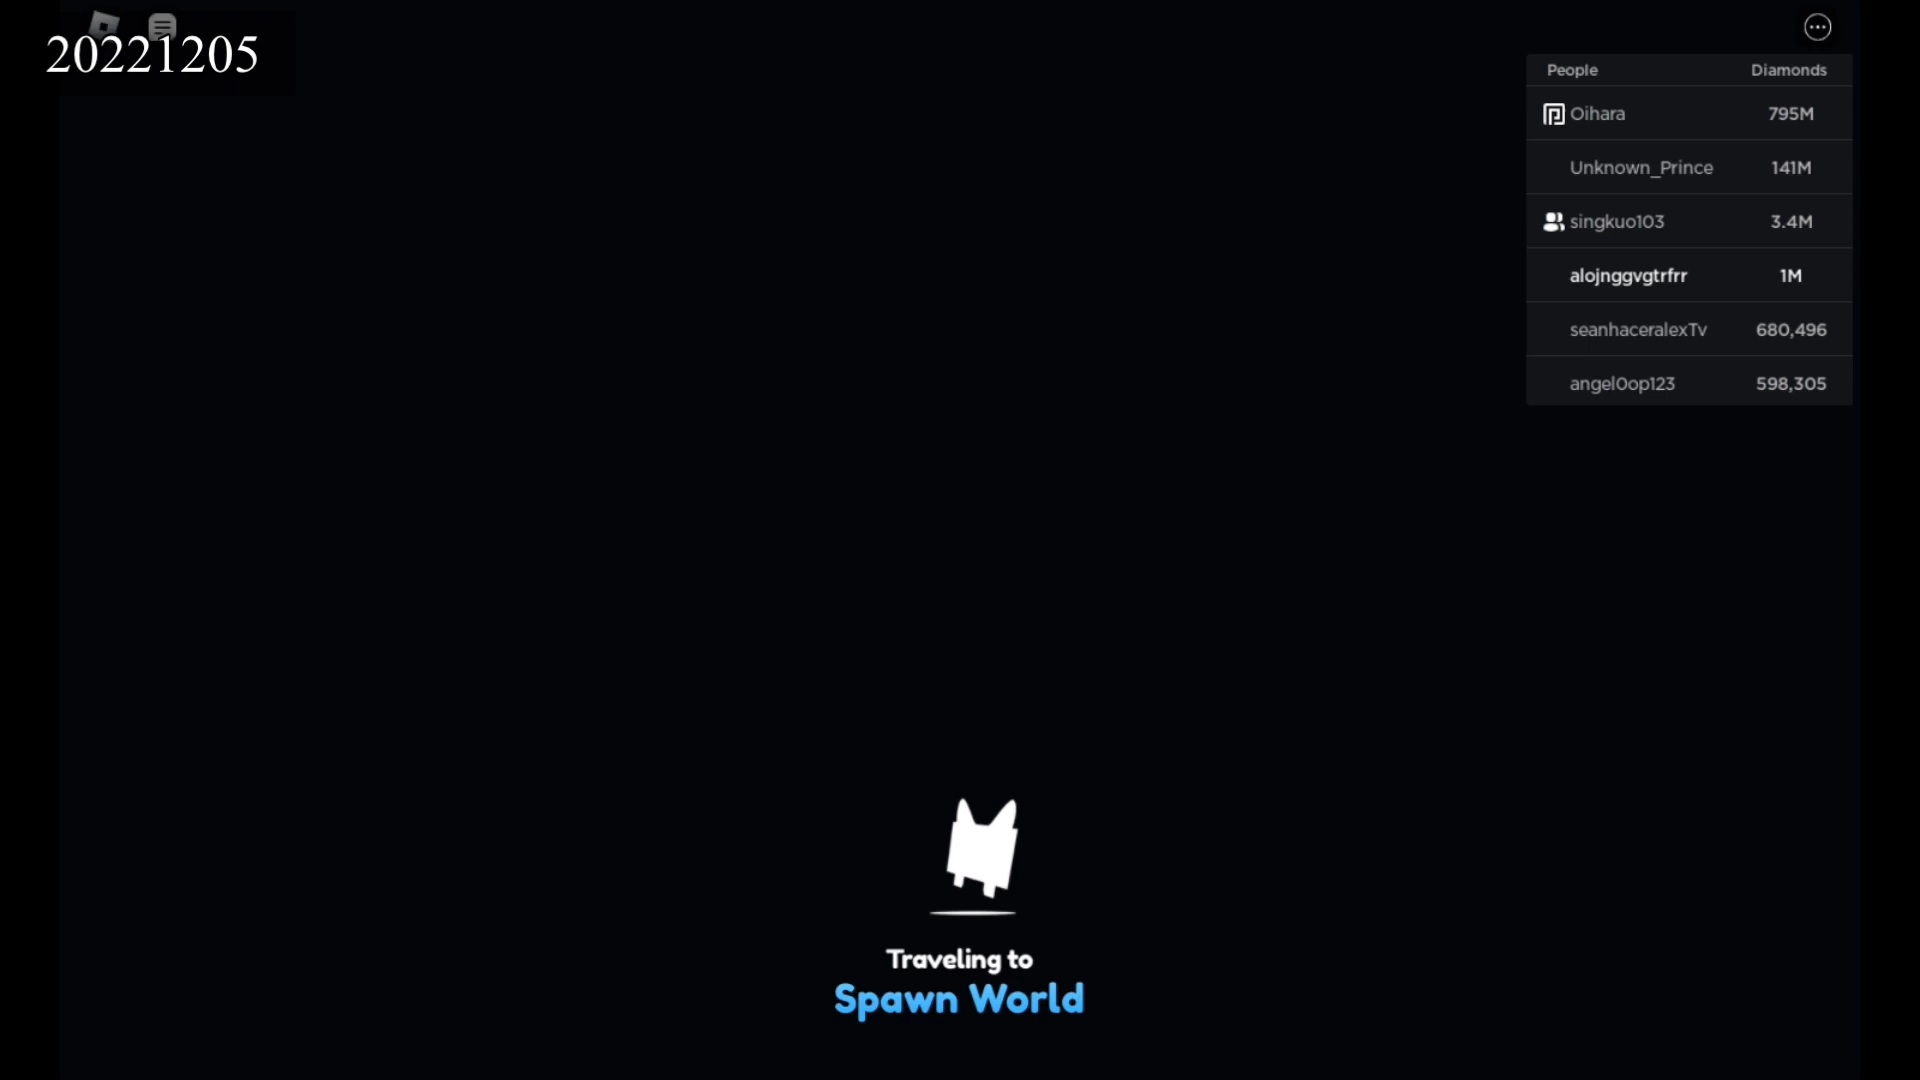 20221205
People Diamonds
Oihara 795M
Unknown_Prince 141M
singkuo103 3.4M
alojnggvgtrfrr 1M
seanhaceralexTv 680,496
angel0op123 598,305
Traveling to
Spawn World